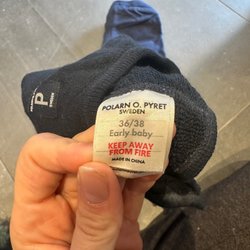 P
POLARN O. PYRET
SWEDEN
36/38
Early baby
KEEP AWAY
FROM FIRE
MADE IN CHINA